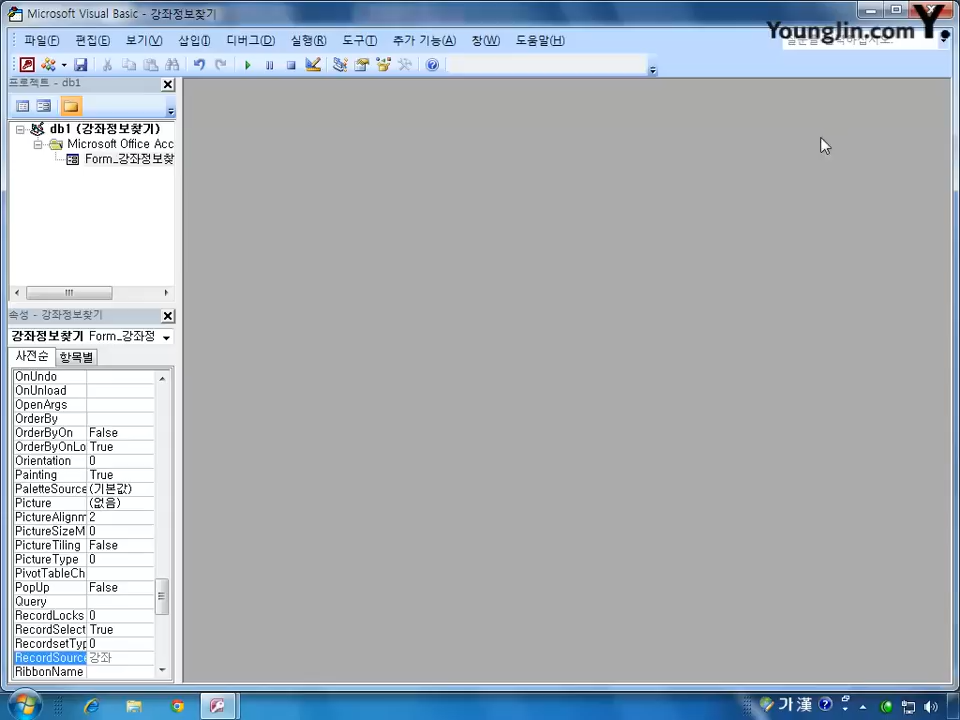 Microsoft Visual Basic - 강좌정보찾기
YoungJin.com Y.
파일(F) 편집(E) 보기(V) 삽입(I) 디버그(D) 실행(R) 도구(T) 추가 기능(A) 창(W) 도움말(H)
프로젝트 - db1
db1 (강좌정보찾기)
Microsoft Office Acc
Form_강좌정보찾
속성 - 강좌정보찾기
강좌정보찾기 Form_강좌정
사전순 항목별
OnUndo
OnUnload
OpenArgs
OrderBy
OrderByOn False
OrderByOnLo True
Orientation 0
Painting True
PaletteSource (기본값)
Picture (없음)
PictureAlignm 2
PictureSizeM 0
PictureTiling False
PictureType 0
PivotTableCh
PopUp False
Query
RecordLocks 0
RecordSelect True
RecordsetTyp 0
RecordSource 강좌
RibbonName
가 漢